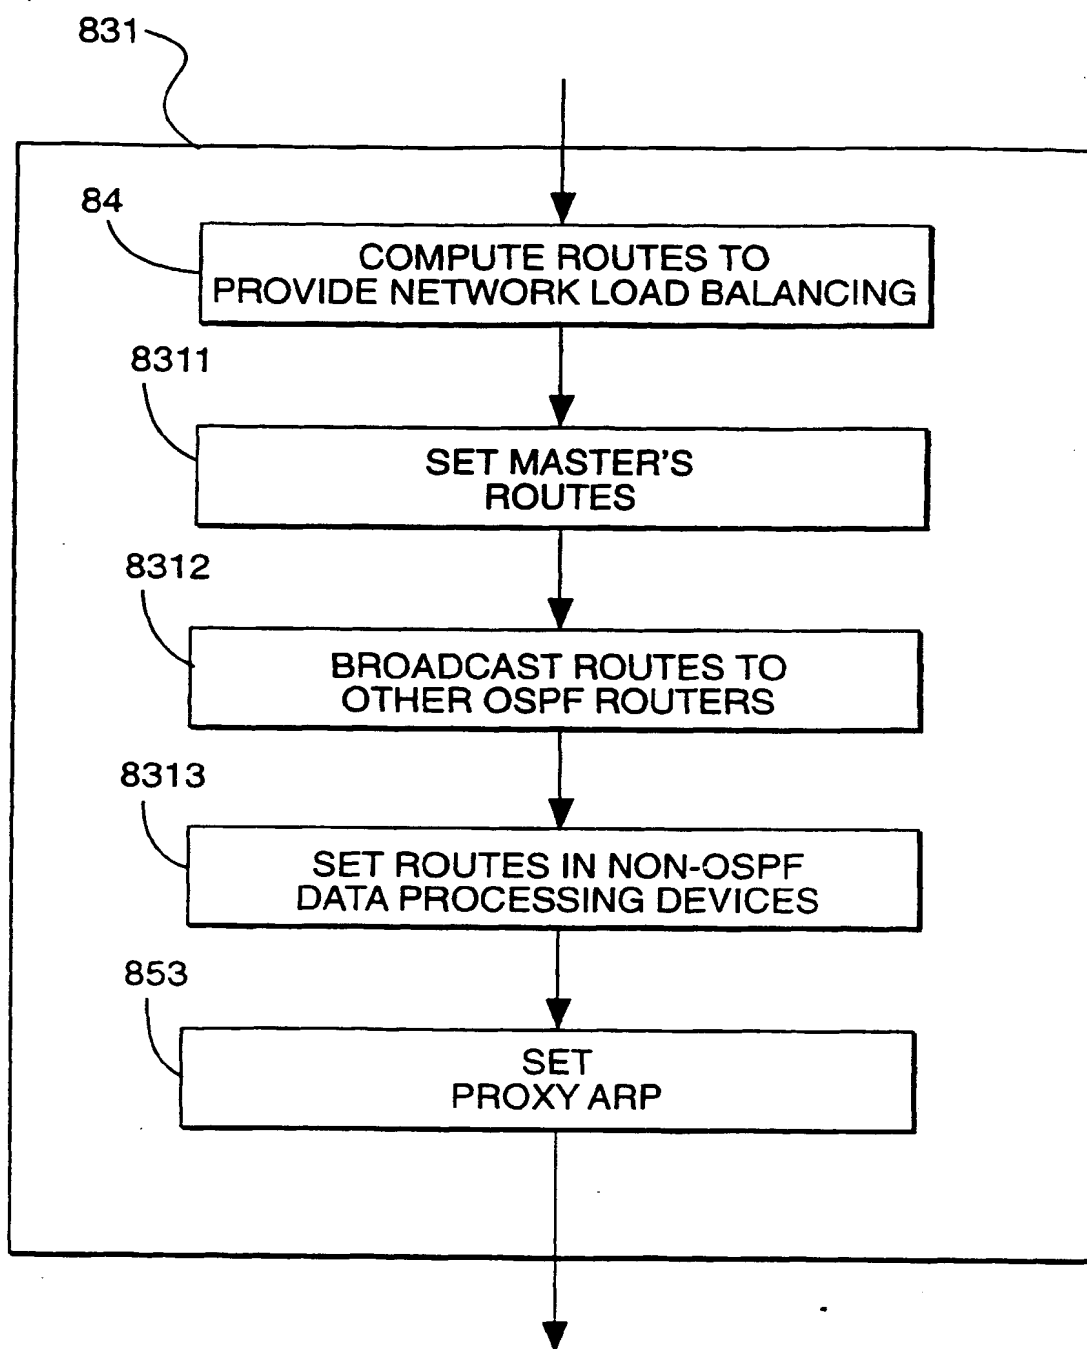 831
84
COMPUTE ROUTES TO
PROVIDE NETWORK LOAD BALANCING
8311
SET MASTER'S
ROUTES
8312
BROADCAST ROUTES TO
OTHER OSPF ROUTERS
8313
SET ROUTES IN NON-OSPF
DATA PROCESSING DEVICES
853
SET
PROXY ARP